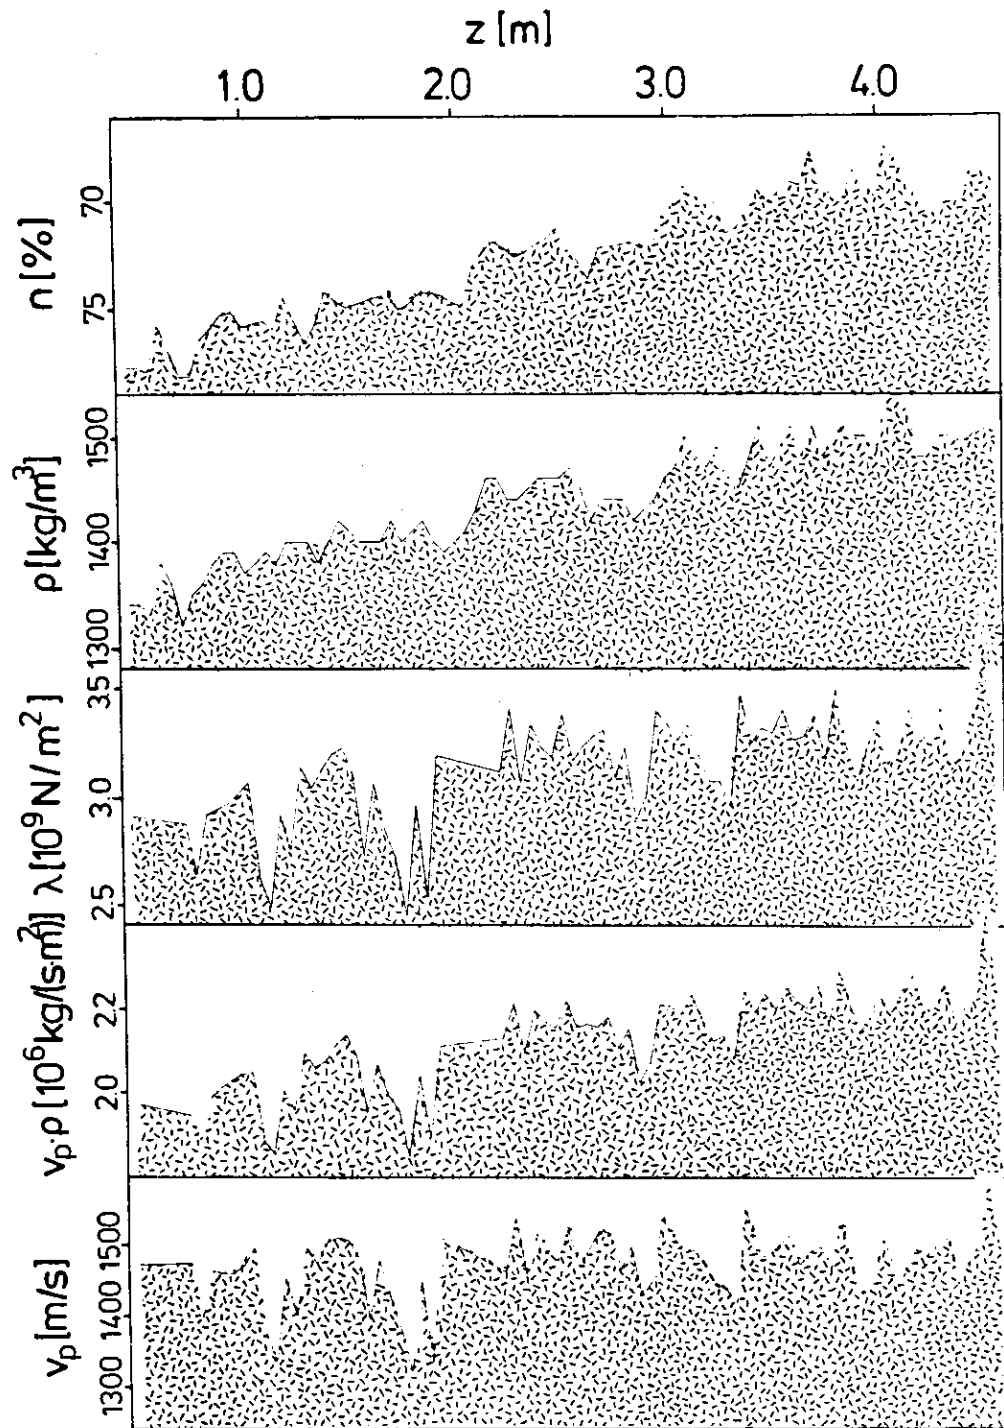 z [m]
1.0 2.0 3.0 4.0
n [%]
70
75
ρ [kg/m³]
1500
1400
1300
λ [10⁹ N/m²]
3.5
3.0
2.5
vₚ·ρ [10⁶ kg/(s·m²)]
2.2
2.0
vₚ [m/s]
1500
1400
1300